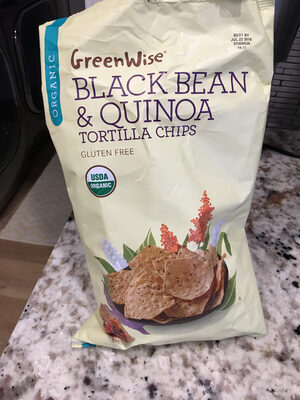 ORGANIC
GreenWise®
BLACK BEAN
& QUINOA
TORTILLA CHIPS
GLUTEN FREE
USDA
ORGANIC
BEST BY